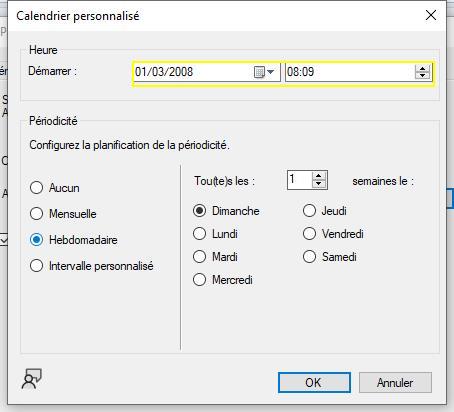 Calendrier personnalisé
Heure
Démarrer : 01/03/2008 08:09
Périodicité
Configurez la planification de la périodicité.
Aucun
Mensuelle
Hebdomadaire
Intervalle personnalisé
Tou(te)s les : 1 semaines le :
Dimanche Jeudi
Lundi Vendredi
Mardi Samedi
Mercredi
OK Annuler